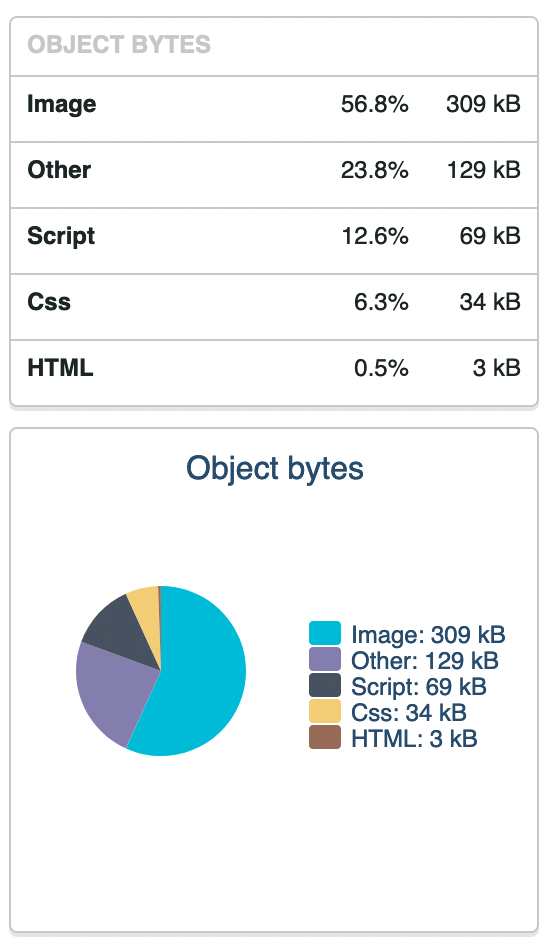 OBJECT BYTES
Image 56.8% 309 kB
Other 23.8% 129 kB
Script 12.6% 69 kB
Css 6.3% 34 kB
HTML 0.5% 3 kB
Object bytes
Image: 309 kB
Other: 129 kB
Script: 69 kB
Css: 34 kB
HTML: 3 kB